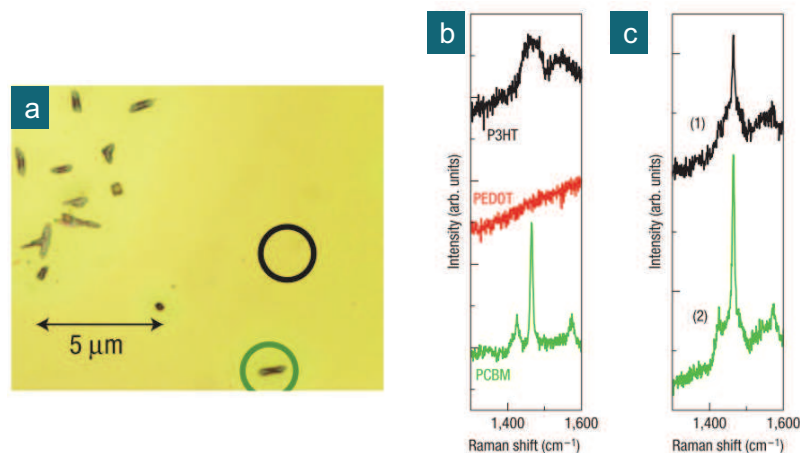 a
5 μm
b
Intensity (arb. units)
P3HT
PEDOT
PCBM
1,400
1,600
Raman shift (cm⁻¹)
c
Intensity (arb. units)
(1)
(2)
1,400
1,600
Raman shift (cm⁻¹)